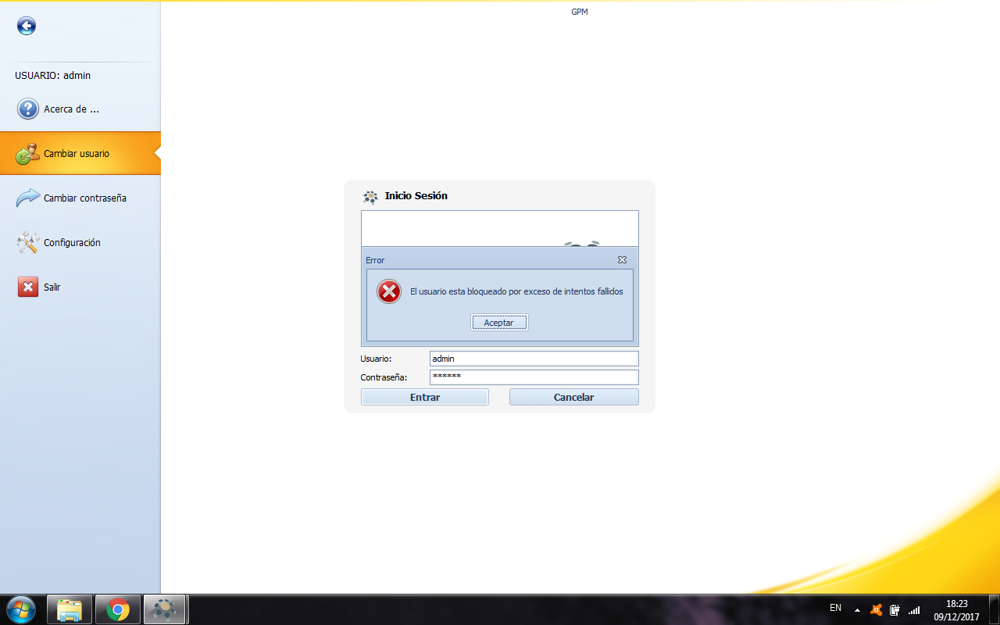 GPM
USUARIO: admin
Acerca de ...
Cambiar usuario
Cambiar contraseña
Configuración
Salir
Inicio Sesión
Error
El usuario esta bloqueado por exceso de intentos fallidos
Aceptar
Usuario: admin
Contraseña: ******
Entrar Cancelar
EN 18:23
09/12/2017